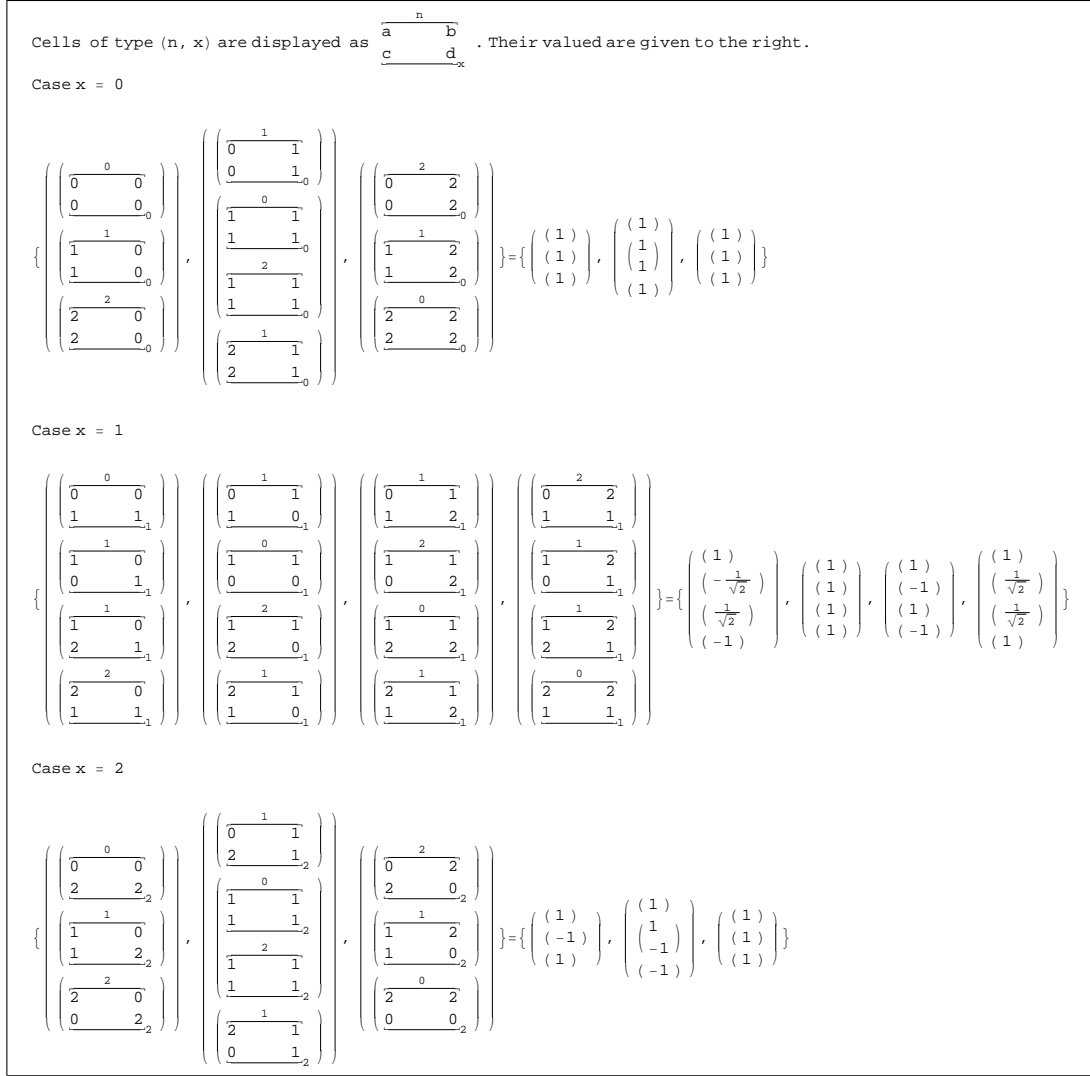 n
Cells of type (n, x) are displayed as a b . Their valued are given to the right.
c d x
Case x = 0
{
0
0 0
0 0 0
1
1 0
1 0 0
2
2 0
2 0 0
,
1
0 1
0 1 0
0
1 1
1 1 0
2
1 1
1 1 0
1
2 1
2 1 0
,
2
0 2
0 2 0
1
1 2
1 2 0
0
2 2
2 2 0
}={
( 1 )
( 1 )
( 1 )
,
( 1 )
( 1
1 )
( 1 )
,
( 1 )
( 1 )
( 1 )
}
Case x = 1
{
0
0 0
1 1 1
1
1 0
0 1 1
1
1 0
2 1 1
2
2 0
1 1 1
,
1
0 1
1 0 1
0
1 1
0 0 1
2
1 1
2 0 1
1
2 1
1 0 1
,
1
0 1
1 2 1
2
1 1
0 2 1
0
1 1
2 2 1
1
2 1
1 2 1
,
2
0 2
1 1 1
1
1 2
0 1 1
1
1 2
2 1 1
0
2 2
1 1 1
}={
( 1 )
( - 1/√2 )
( 1/√2 )
( -1 )
,
( 1 )
( 1 )
( 1 )
( 1 )
,
( 1 )
( -1 )
( 1 )
( -1 )
,
( 1 )
( 1/√2 )
( 1/√2 )
( 1 )
}
Case x = 2
{
0
0 0
2 2 2
1
1 0
1 2 2
2
2 0
0 2 2
,
1
0 1
2 1 2
0
1 1
1 1 2
2
1 1
1 1 2
1
2 1
0 1 2
,
2
0 2
2 0 2
1
1 2
1 0 2
0
2 2
0 0 2
}={
( 1 )
( -1 )
( 1 )
,
( 1 )
( 1
-1 )
( -1 )
,
( 1 )
( 1 )
( 1 )
}